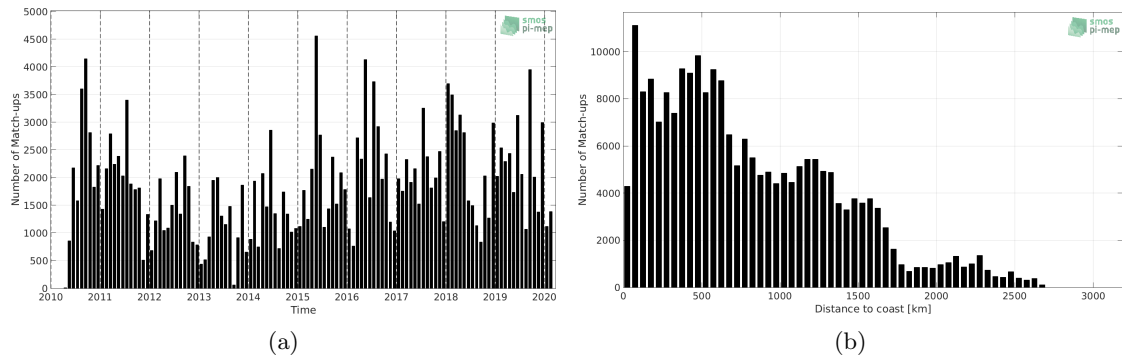 smos
pi-mep
5000
4500
4000
3500
3000
2500
2000
1500
1000
500
0
Number of Match-ups
2010 2011 2012 2013 2014 2015 2016 2017 2018 2019 2020
Time
(a)
smos
pi-mep
10000
8000
6000
4000
2000
0
Number of Match-ups
0 500 1000 1500 2000 2500 3000
Distance to coast [km]
(b)